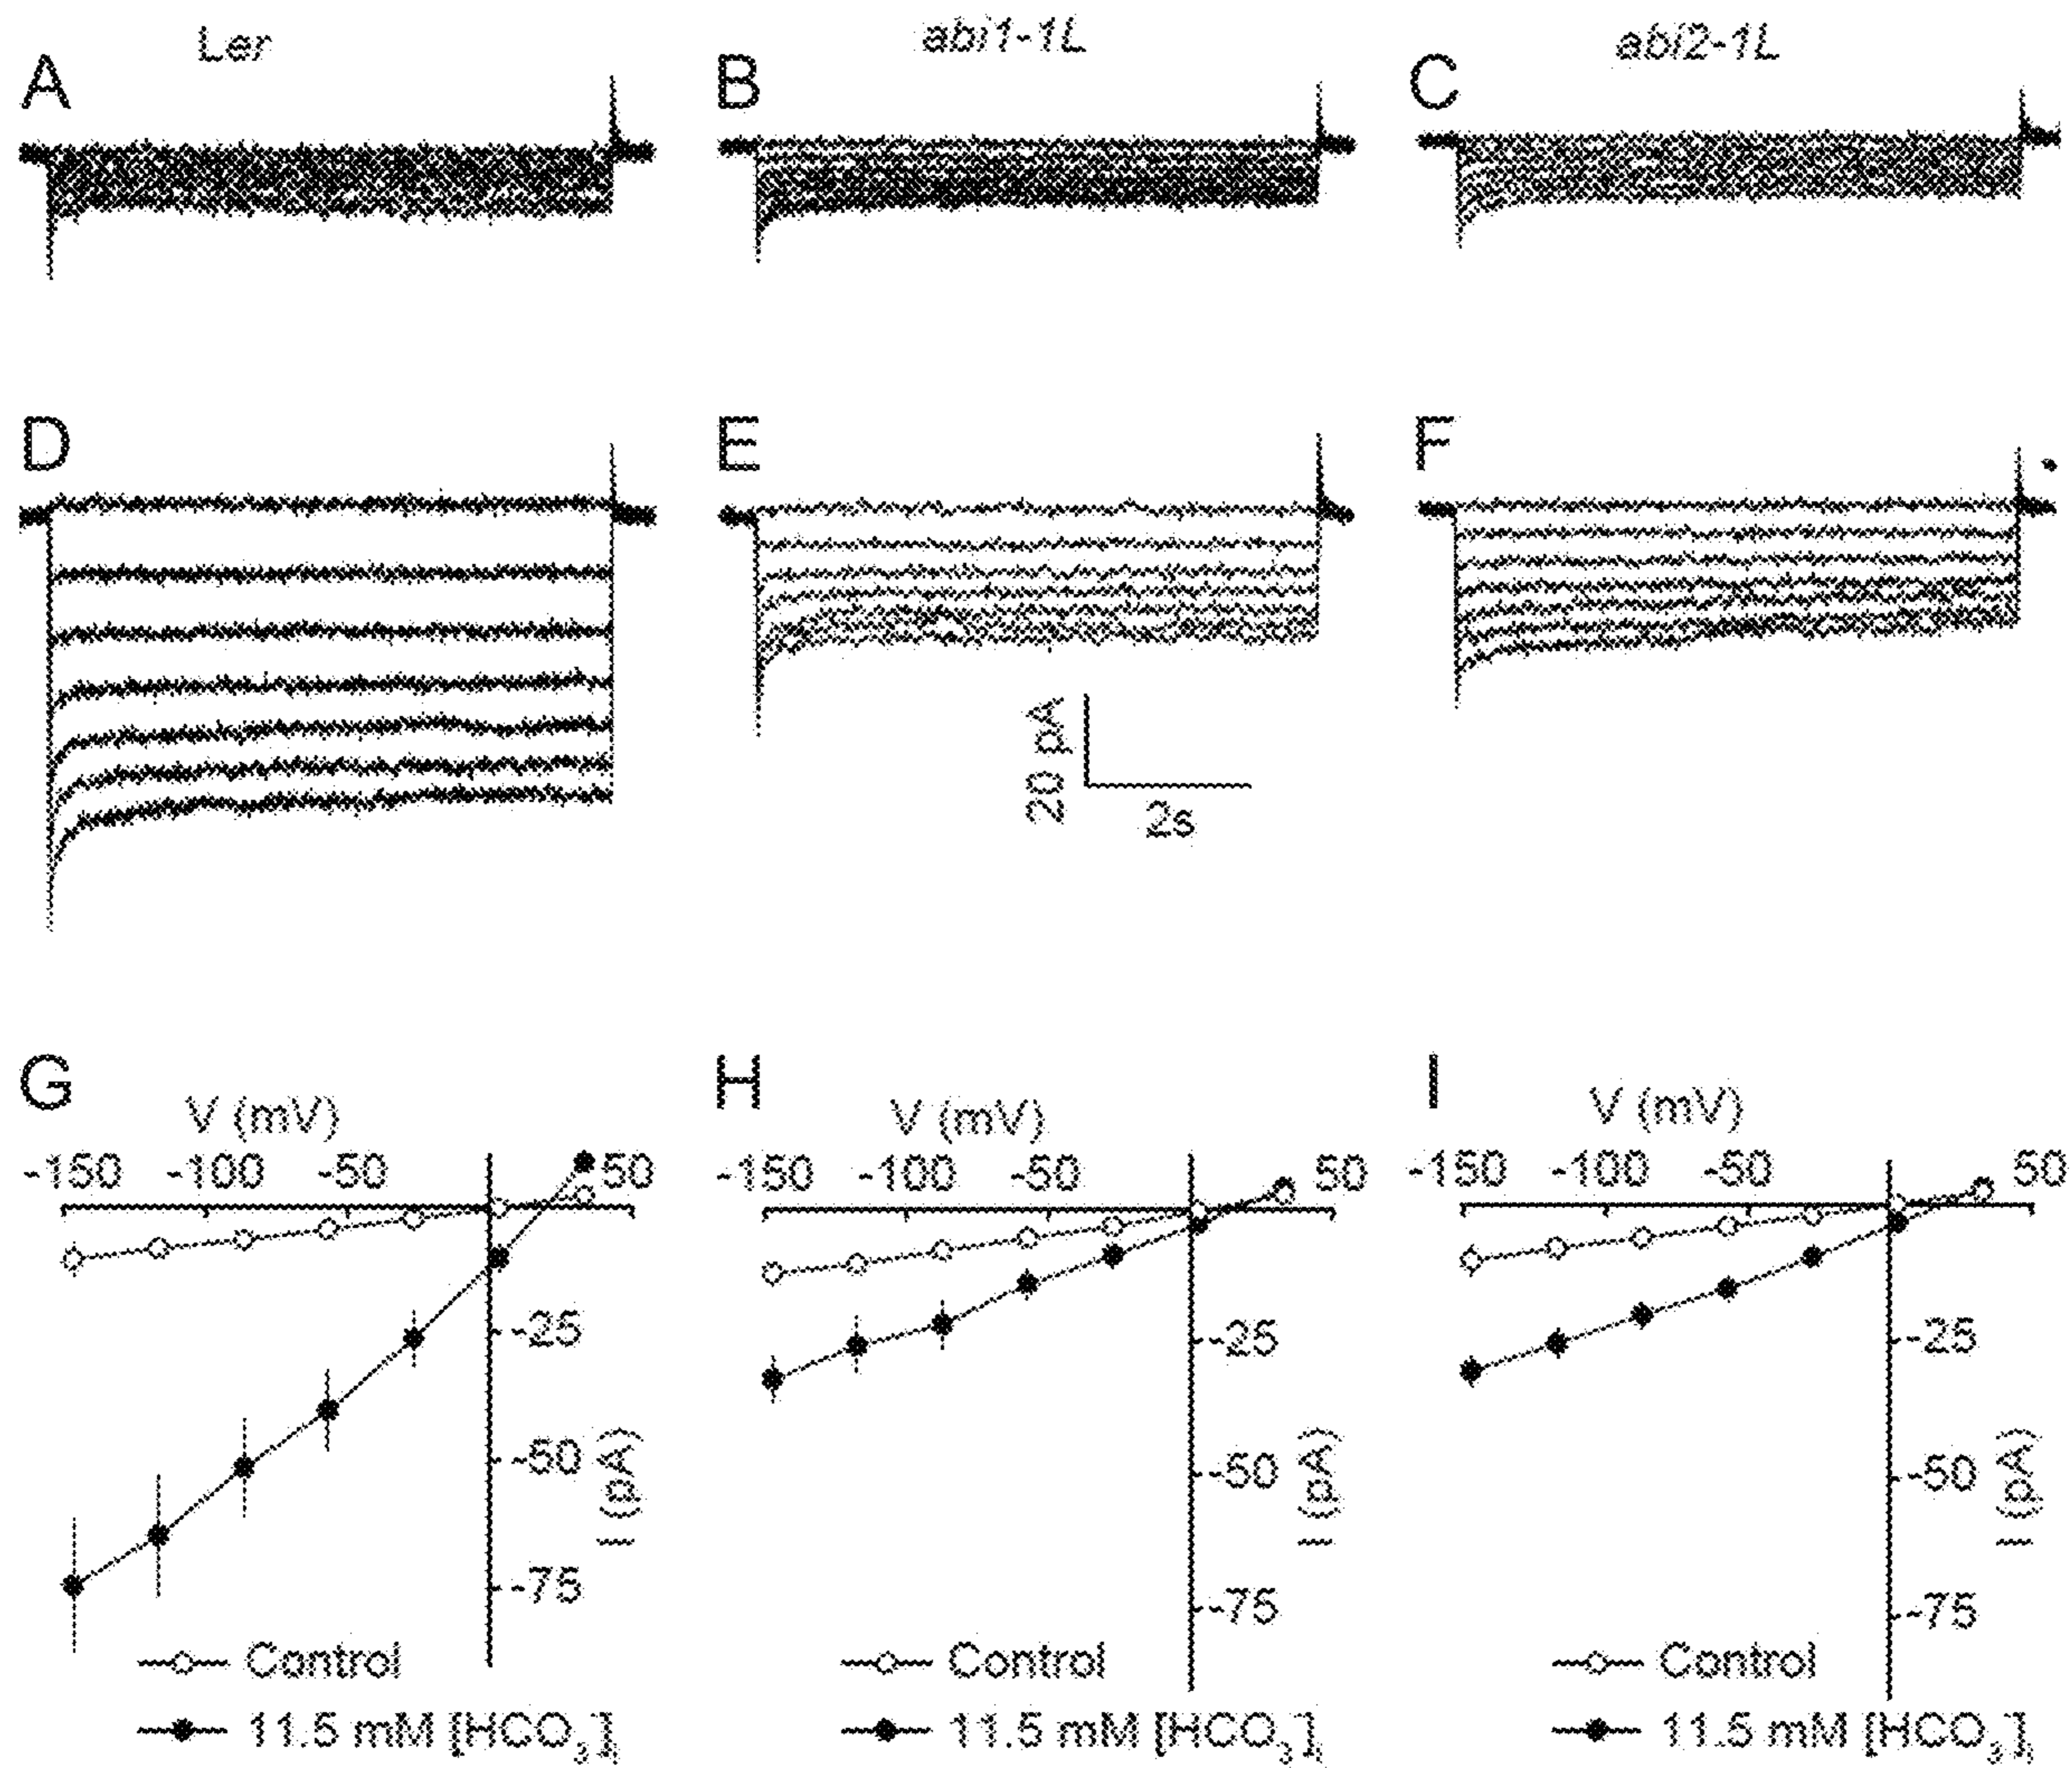 Ler abi1-1L abi2-1L
A B C
D E F
20 pA
2s
G H I
V (mV) V (mV) V (mV)
-150 -100 -50 50 -150 -100 -50 50 -150 -100 -50 50
-25 -25 -25
-50 -50 -50
I (pA) I (pA) I (pA)
-75 -75 -75
Control Control Control
11.5 mM [HCO3-]i 11.5 mM [HCO3-]i 11.5 mM [HCO3-]i